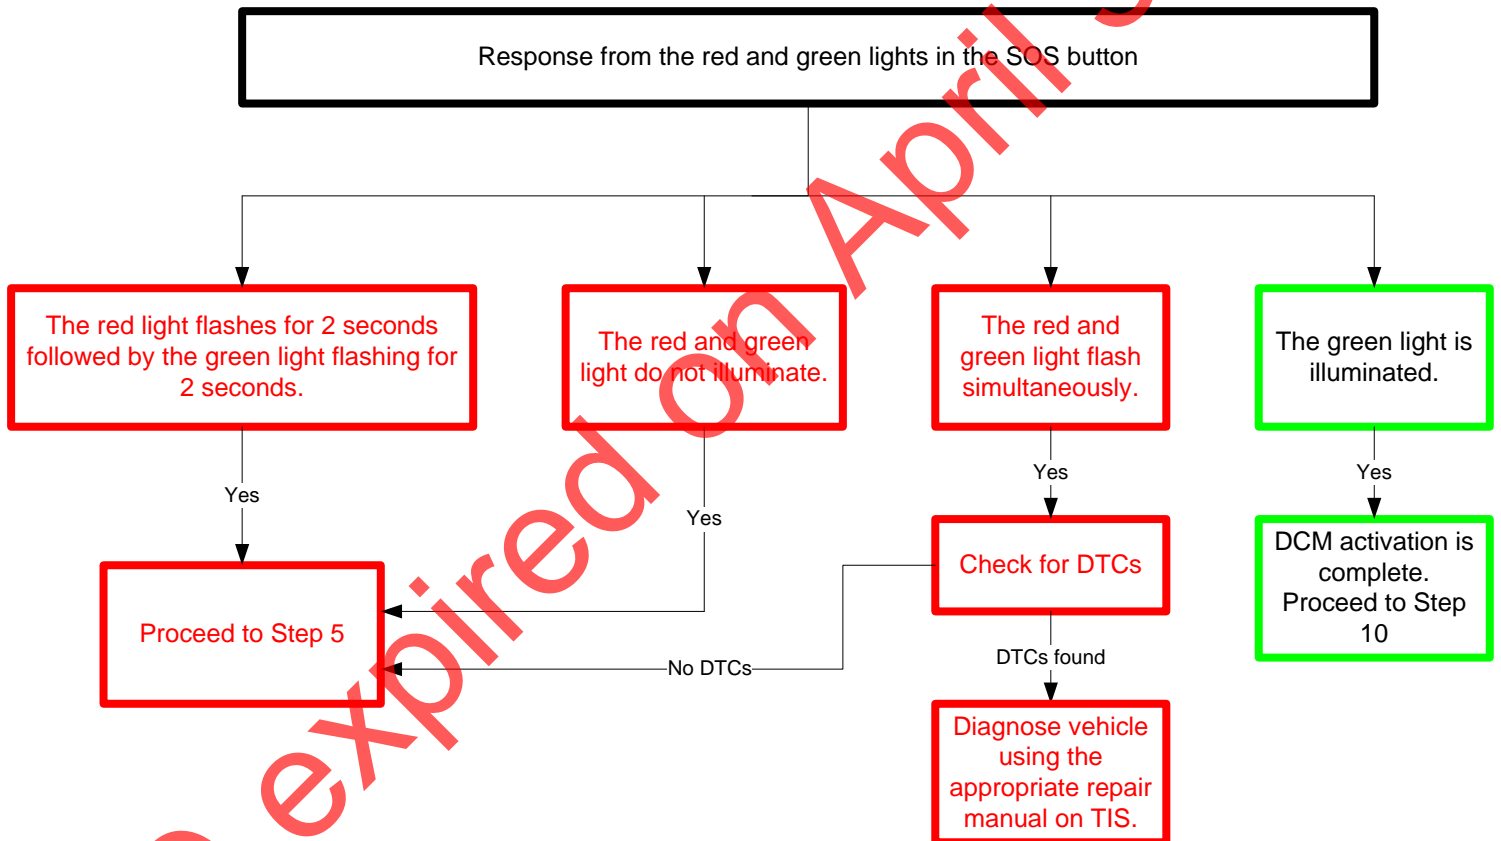 Response from the red and green lights in the SOS button
The red light flashes for 2 seconds
followed by the green light flashing for
2 seconds.
The red and green
light do not illuminate.
The red and
green light flash
simultaneously.
The green light is
illuminated.
Yes
Yes
Yes
Yes
Proceed to Step 5
Check for DTCs
DCM activation is
complete.
Proceed to Step
10
No DTCs
DTCs found
Diagnose vehicle
using the
appropriate repair
manual on TIS.
expired on April